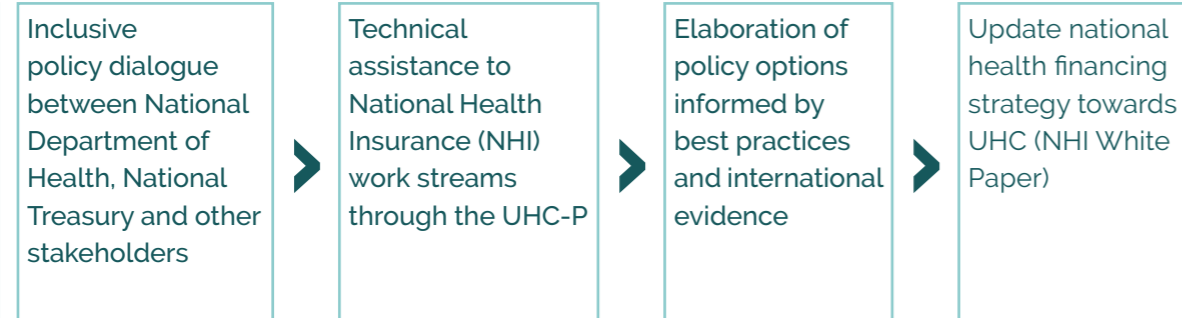 Inclusive
policy dialogue
between National
Department of
Health, National
Treasury and other
stakeholders
Technical
assistance to
National Health
Insurance (NHI)
work streams
through the UHC-P
Elaboration of
policy options
informed by
best practices
and international
evidence
Update national
health financing
strategy towards
UHC (NHI White
Paper)